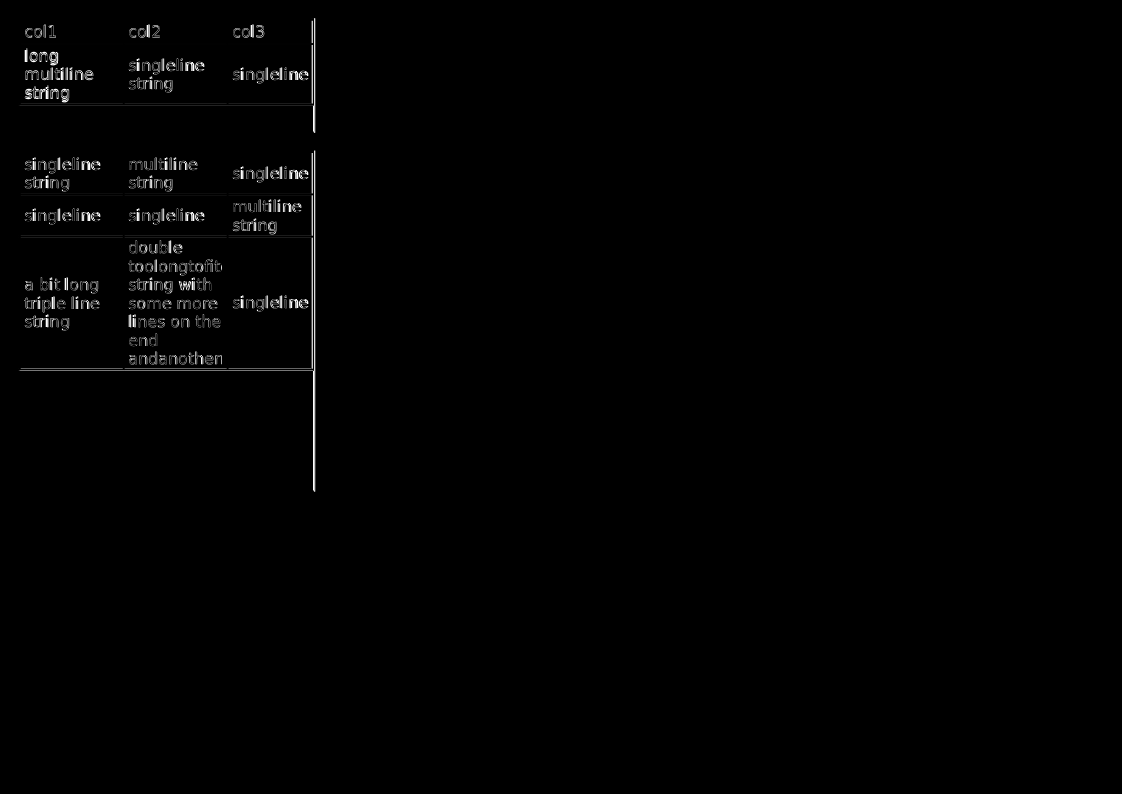 col1 col2 col3
long
multiline
string
singleline
string
singleline
singleline
string
multiline
string
singleline
singleline
singleline
multiline
string
a bit long
triple line
string
double
toolongtofit
string with
some more
lines on the
end
singleline